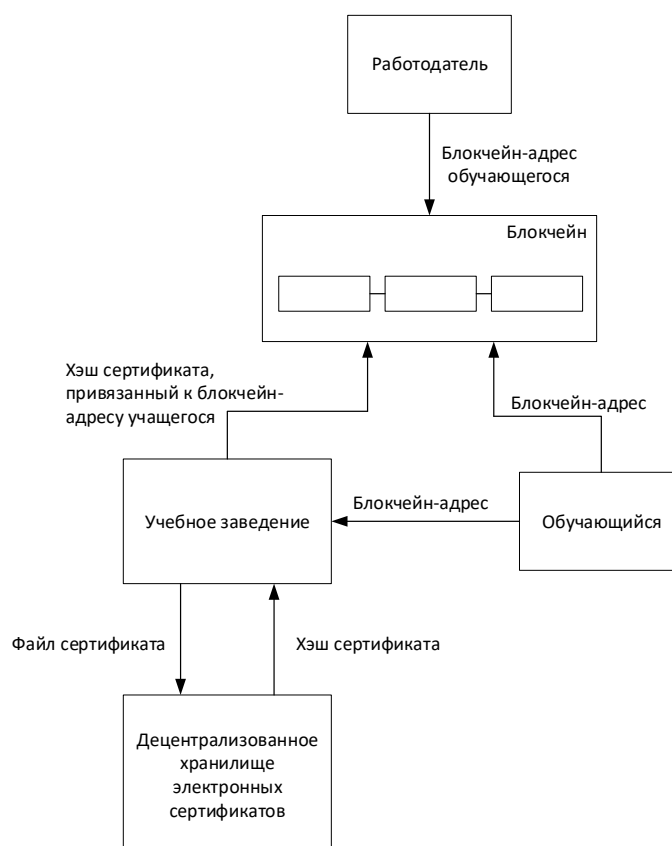 Работодатель
Блокчейн-адрес
обучающегося
Блокчейн
Хэш сертификата,
привязанный к блокчейн-
адресу учащегося
Блокчейн-адрес
Учебное заведение
Блокчейн-адрес
Обучающийся
Файл сертификата
Хэш сертификата
Децентрализованное
хранилище
электронных
сертификатов